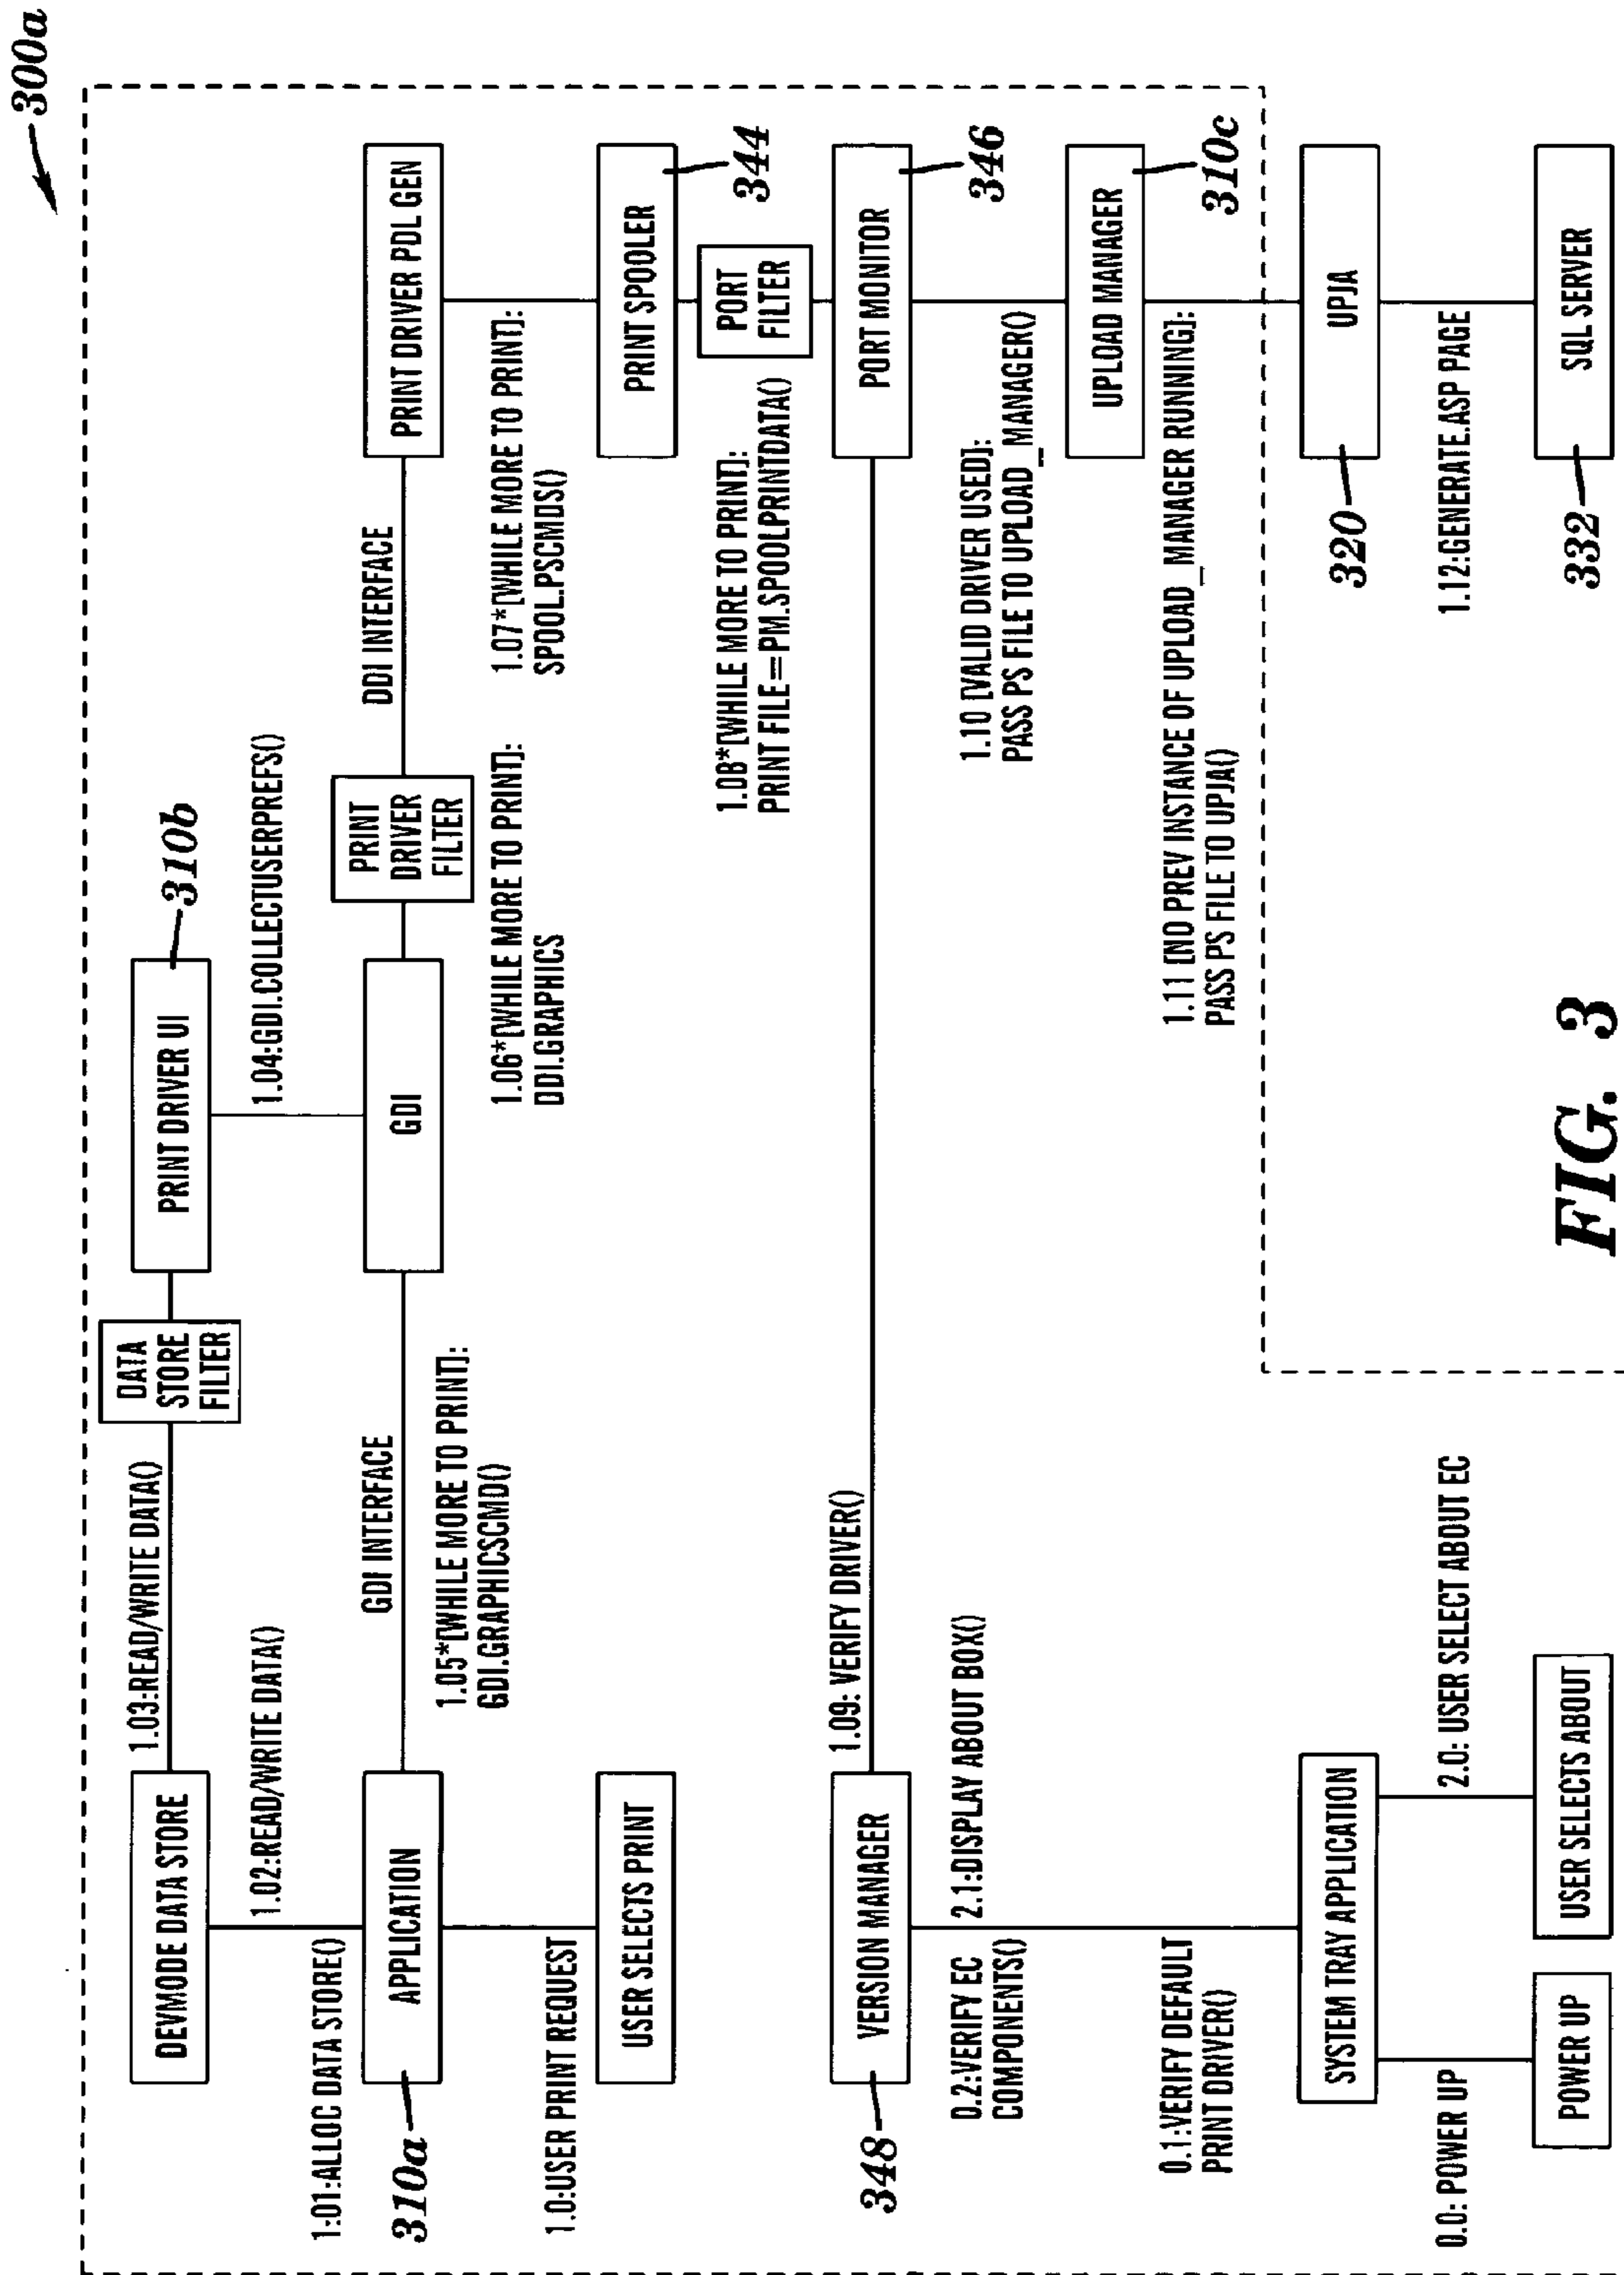 300a
DEVMODE DATA STORE
1.03:READ/WRITE DATA()
DATA
STORE
FILTER
PRINT DRIVER UI
310b
1:01:ALLOC DATA STORE()
1.02:READ/WRITE DATA()
1.04:GDI.COLLECTUSERPREFS()
APPLICATION
310a
GDI INTERFACE
1.05*[WHILE MORE TO PRINT]:
GDI.GRAPHICSCMD()
GDI
PRINT
DRIVER
FILTER
1.06*[WHILE MORE TO PRINT]:
DDI.GRAPHICS
DDI INTERFACE
PRINT DRIVER PDL GEN
1.0:USER PRINT REQUEST
USER SELECTS PRINT
1.07*[WHILE MORE TO PRINT]:
SPOOL.PSCMDS()
PRINT SPOOLER
344
PORT
FILTER
1.08*[WHILE MORE TO PRINT]:
PRINT FILE=PM.SPOOLPRINTDATA()
VERSION MANAGER
348
1.09: VERIFY DRIVER()
PORT MONITOR
346
0.2:VERIFY EC
COMPONENTS()
2.1:DISPLAY ABOUT BOX()
1.10 [VALID DRIVER USED]:
PASS PS FILE TO UPLOAD_MANAGER()
UPLOAD MANAGER
310c
0.1:VERIFY DEFAULT
PRINT DRIVER()
1.11 [NO PREV INSTANCE OF UPLOAD_MANAGER RUNNING]:
PASS PS FILE TO UPJA()
SYSTEM TRAY APPLICATION
UPJA
320
0.0: POWER UP
2.0: USER SELECT ABOUT EC
1.12:GENERATE.ASP PAGE
POWER UP
USER SELECTS ABOUT
SQL SERVER
332
FIG. 3